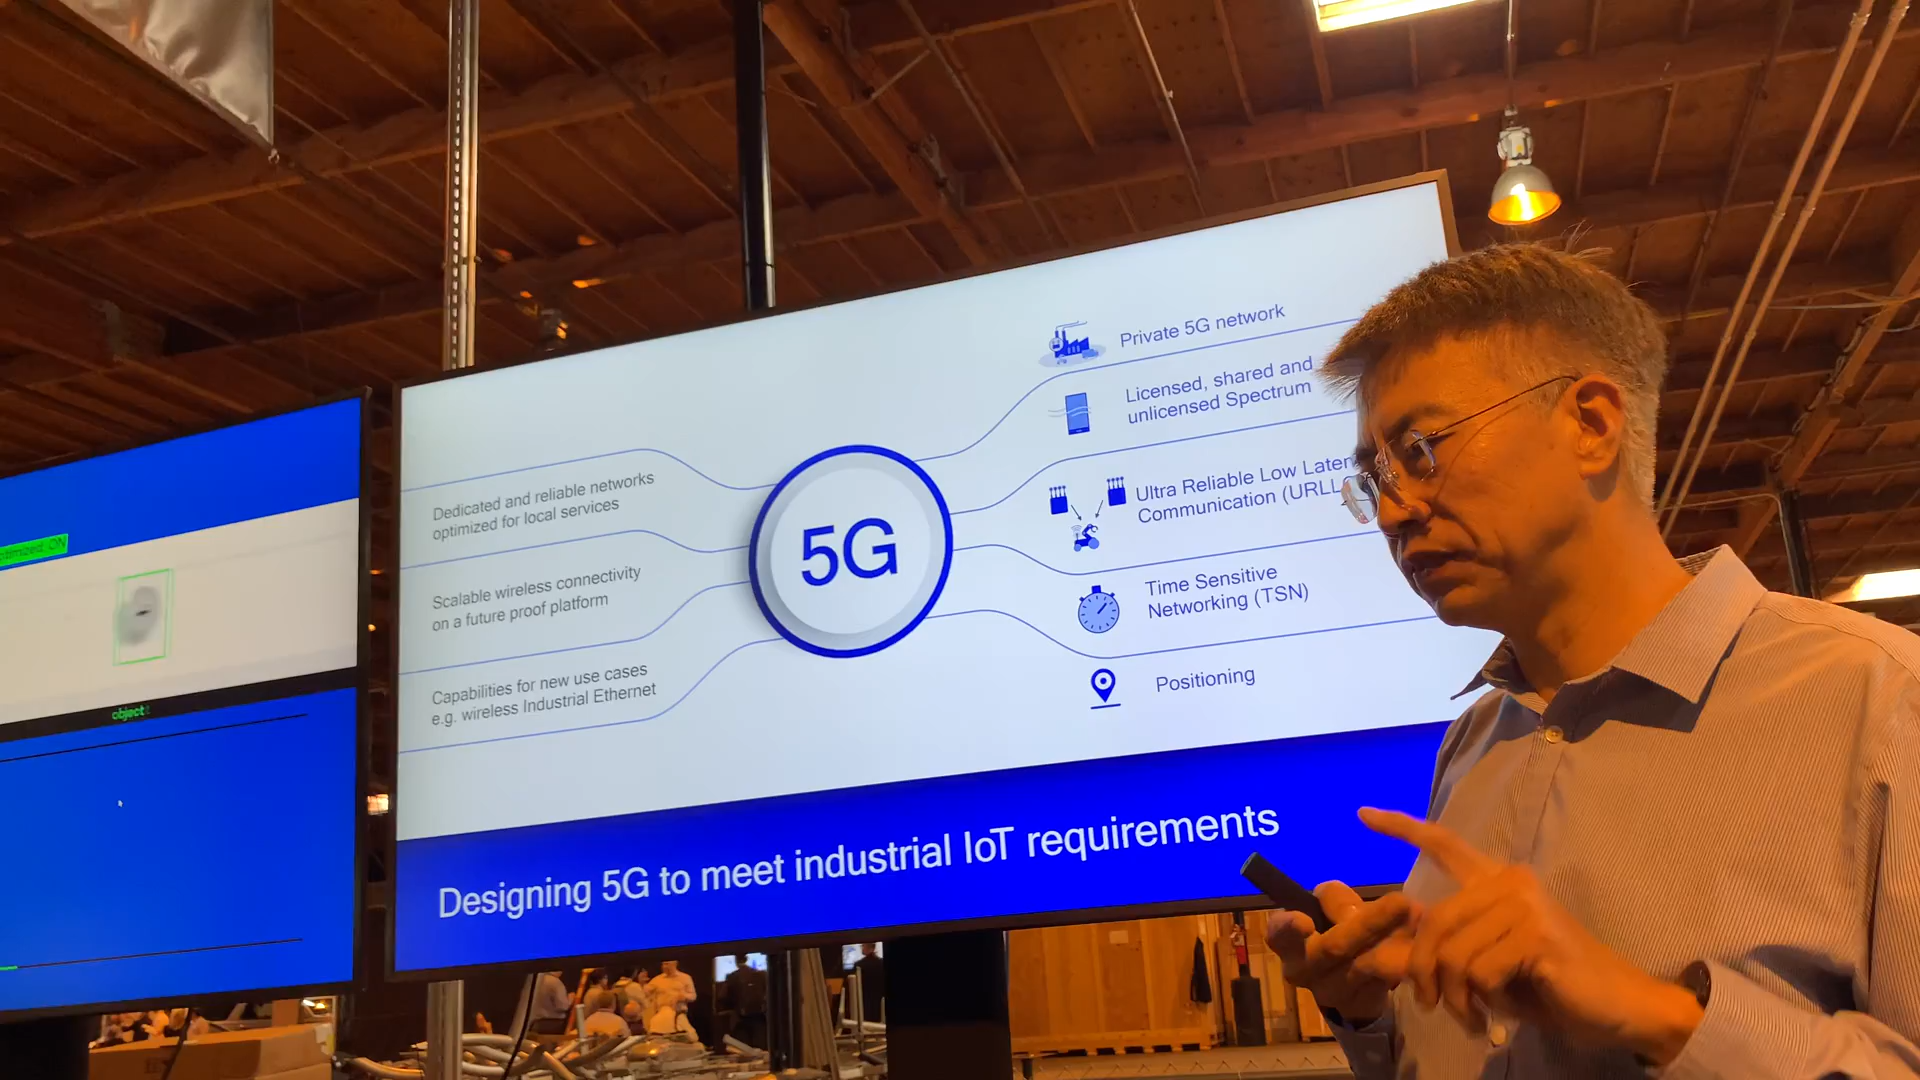 ON
object
Dedicated and reliable networks
optimized for local services
Scalable wireless connectivity
on a future proof platform
Capabilities for new use cases
e.g. wireless Industrial Ethernet
5G
Private 5G network
Licensed, shared and
unlicensed Spectrum
Ultra Reliable Low
Communication
Time Sensitive
Networking (TSN)
Positioning
Designing 5G to meet industrial IoT requirements